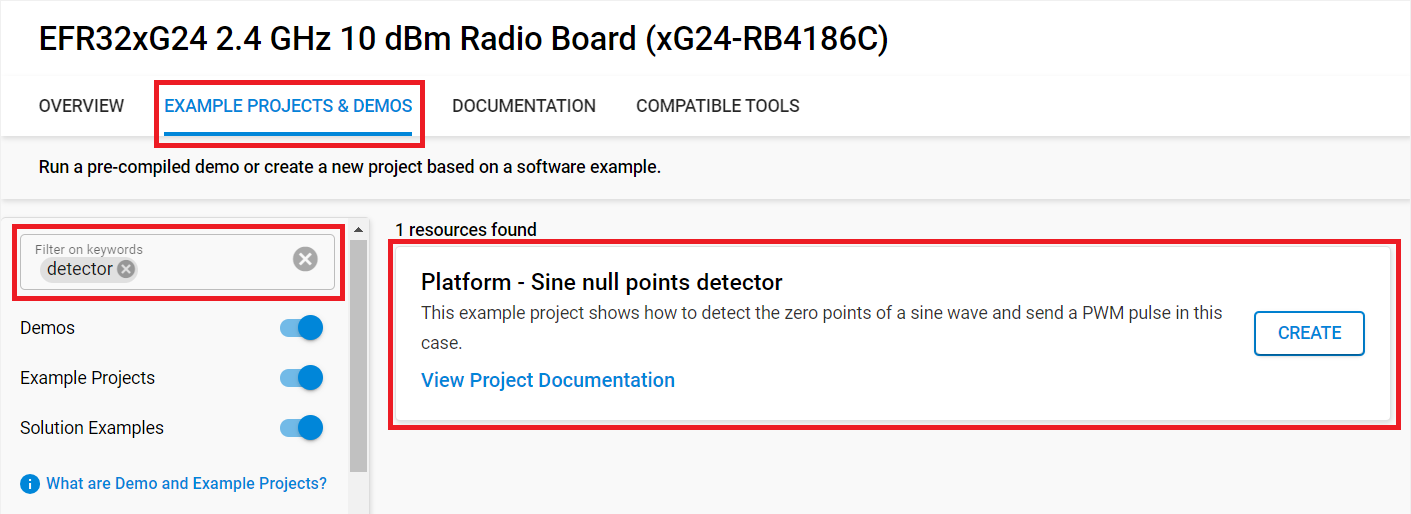 EFR32xG24 2.4 GHz 10 dBm Radio Board (xG24-RB4186C)
OVERVIEW
EXAMPLE PROJECTS & DEMOS
DOCUMENTATION
COMPATIBLE TOOLS
Run a pre-compiled demo or create a new project based on a software example.
Filter on keywords
detector
Demos
Example Projects
Solution Examples
What are Demo and Example Projects?
1 resources found
Platform - Sine null points detector
This example project shows how to detect the zero points of a sine wave and send a PWM pulse in this
case.
View Project Documentation
CREATE